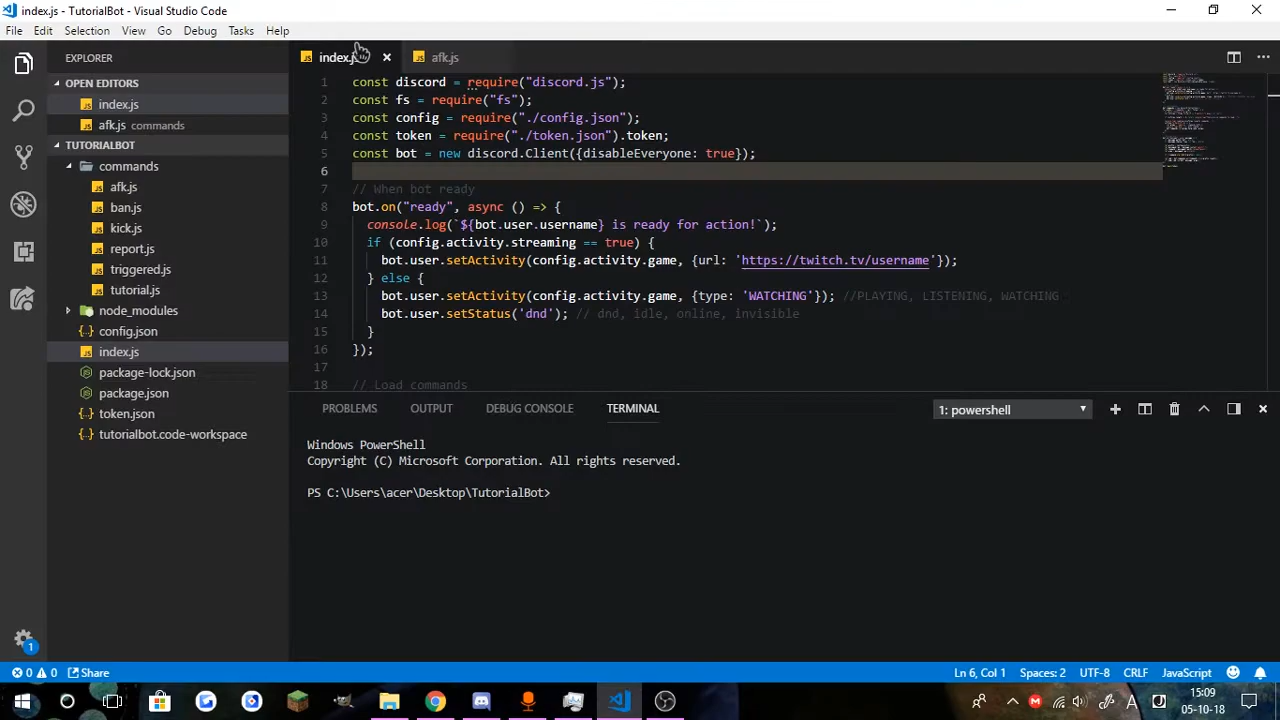 index.js - TutorialBot - Visual Studio Code
File Edit Selection View Go Debug Tasks Help
EXPLORER
OPEN EDITORS
index.js
afk.js commands
TUTORIALBOT
commands
afk.js
ban.js
kick.js
report.js
triggered.js
tutorial.js
node_modules
config.json
index.js
package-lock.json
package.json
token.json
tutorialbot.code-workspace
index.js afk.js
1 const discord = require("discord.js");
2 const fs = require("fs");
3 const config = require("./config.json");
4 const token = require("./token.json").token;
5 const bot = new discord.Client({disableEveryone: true});
6
7 // When bot ready
8 bot.on("ready", async () => {
9 console.log(`${bot.user.username} is ready for action!`);
10 if (config.activity.streaming == true) {
11 bot.user.setActivity(config.activity.game, {url: 'https://twitch.tv/username'});
12 } else {
13 bot.user.setActivity(config.activity.game, {type: 'WATCHING'}); //PLAYING, LISTENING, WATCHING
14 bot.user.setStatus('dnd'); // dnd, idle, online, invisible
15 }
16 });
17
18 // Load commands
PROBLEMS OUTPUT DEBUG CONSOLE TERMINAL 1: powershell
Windows PowerShell
Copyright (C) Microsoft Corporation. All rights reserved.
PS C:\Users\acer\Desktop\TutorialBot>
1
0 0 Share Ln 6, Col 1 Spaces: 2 UTF-8 CRLF JavaScript
15:09
05-10-18